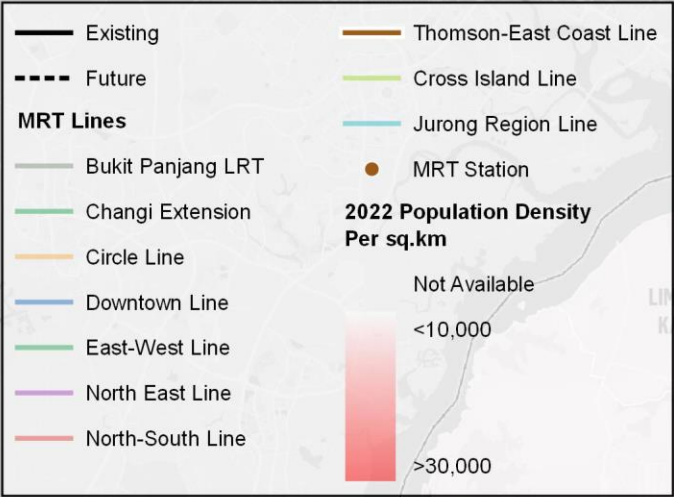 Existing
Future
MRT Lines
Bukit Panjang LRT
Changi Extension
Circle Line
Downtown Line
East-West Line
North East Line
North-South Line
Thomson-East Coast Line
Cross Island Line
Jurong Region Line
MRT Station
2022 Population Density
Per sq.km
Not Available
<10,000
>30,000